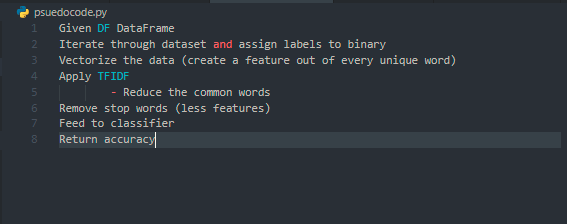 psuedocode.py
1 Given DF DataFrame
2 Iterate through dataset and assign labels to binary
3 Vectorize the data (create a feature out of every unique word)
4 Apply TFIDF
5 - Reduce the common words
6 Remove stop words (less features)
7 Feed to classifier
8 Return accuracy